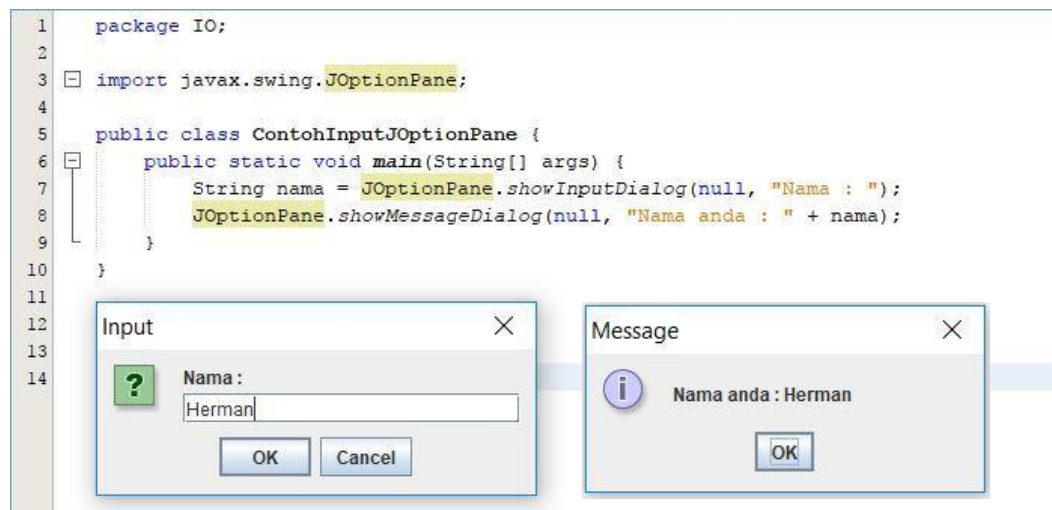 1 package IO;
2
3 import javax.swing.JOptionPane;
4
5 public class ContohInputJOptionPane {
6 public static void main(String[] args) {
7 String nama = JOptionPane.showInputDialog(null, "Nama : ");
8 JOptionPane.showMessageDialog(null, "Nama anda : " + nama);
9 }
10 }
11
12
13
14
Input
Nama :
Herman
OK Cancel
Message
Nama anda : Herman
OK